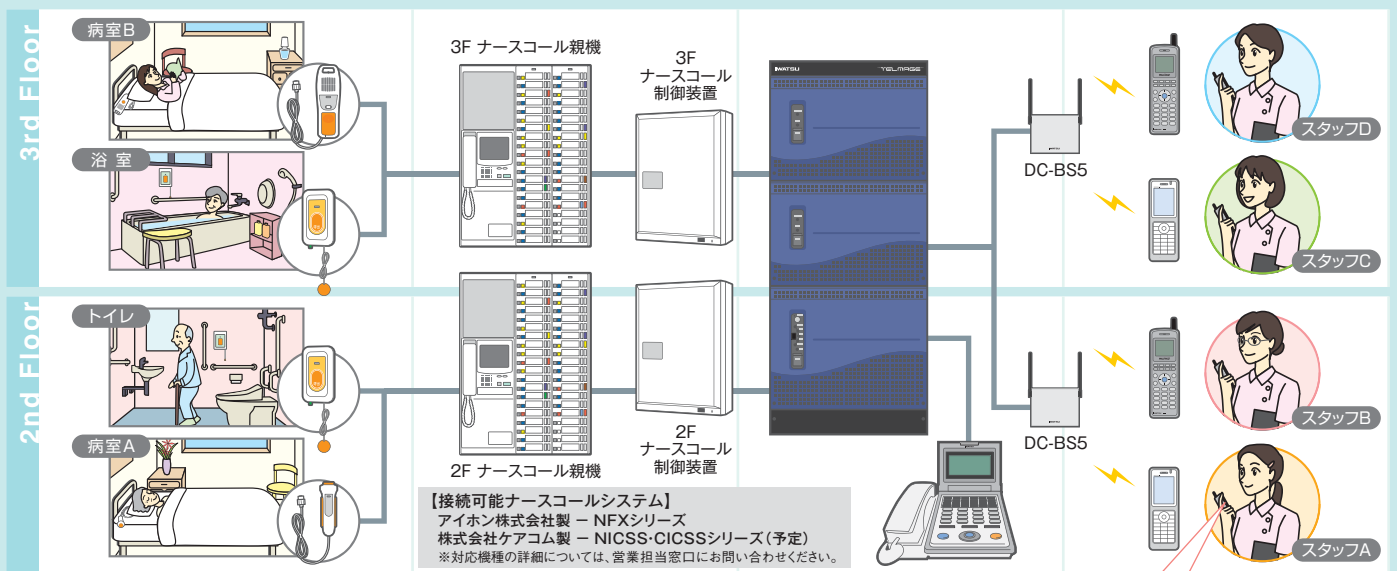 3rd Floor
病室B
浴 室
3F ナースコール親機
3F
ナースコール
制御装置
IWATSU
TELMAGE
DC-BS5
スタッフD
スタッフC
2nd Floor
トイレ
病室A
2F ナースコール親機
2F
ナースコール
制御装置
DC-BS5
スタッフB
スタッフA
【接続可能ナースコールシステム】
アイホン株式会社製 − NFXシリーズ
株式会社ケアコム製 − NICSS・CICSSシリーズ（予定）
※対応機種の詳細については、営業担当窓口にお問い合わせください。